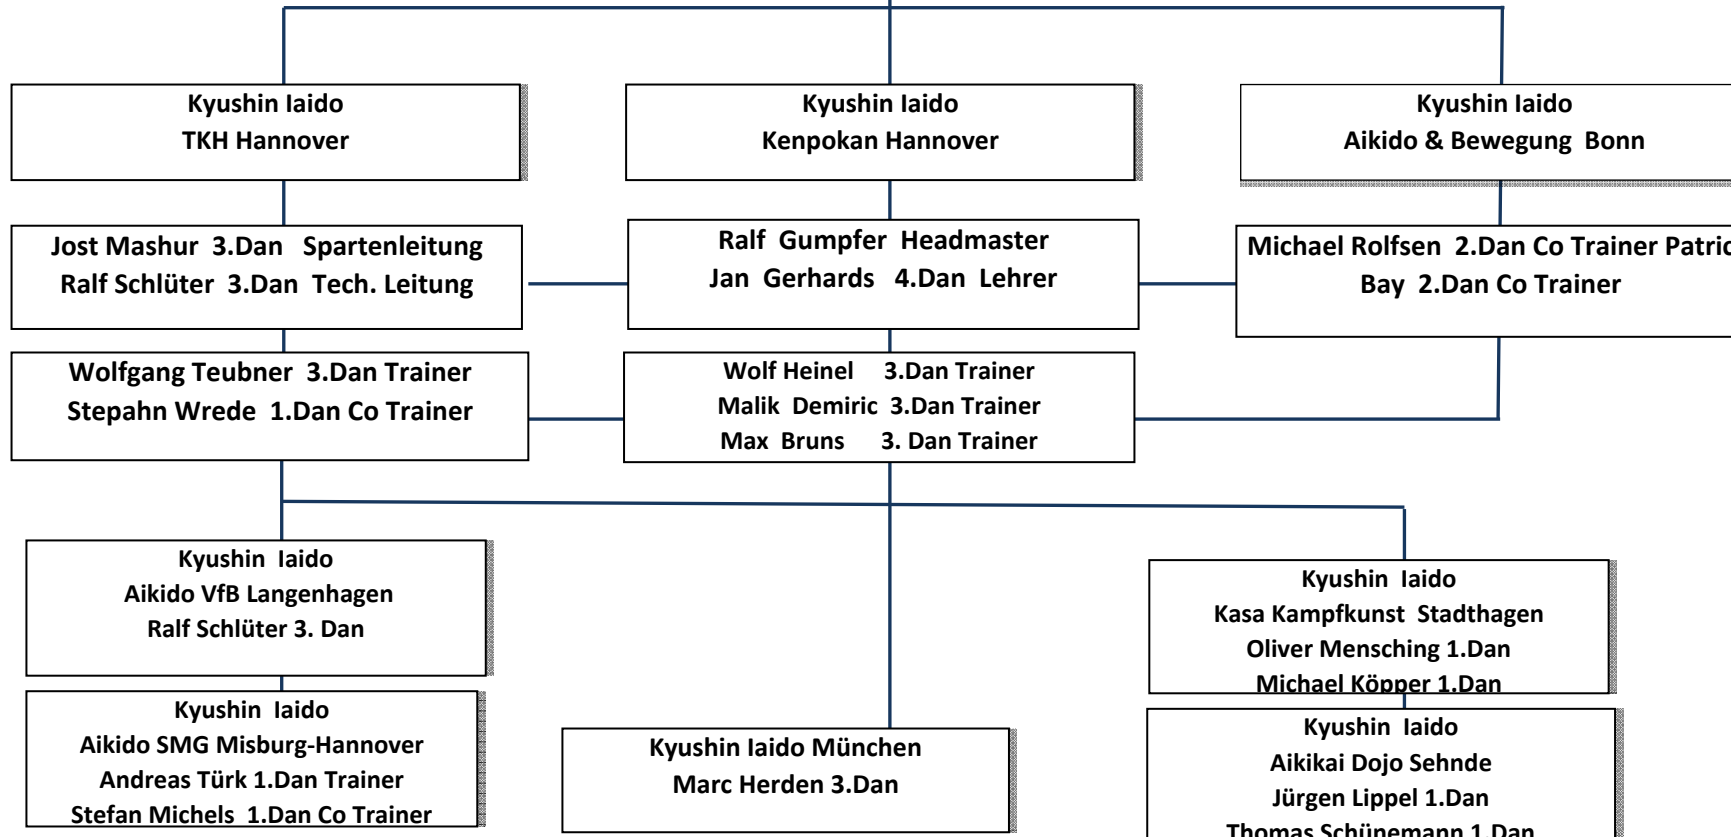 Kyushin Iaido
TKH Hannover
Kyushin Iaido
Kenpokan Hannover
Kyushin Iaido
Aikido & Bewegung Bonn
Jost Mashur 3.Dan Spartenleitung
Ralf Schlüter 3.Dan Tech. Leitung
Ralf Gumpfer Headmaster
Jan Gerhards 4.Dan Lehrer
Michael Rolfsen 2.Dan Co Trainer Patric
Bay 2.Dan Co Trainer
Wolfgang Teubner 3.Dan Trainer
Stepahn Wrede 1.Dan Co Trainer
Wolf Heinel 3.Dan Trainer
Malik Demiric 3.Dan Trainer
Max Bruns 3. Dan Trainer
Kyushin Iaido
Aikido VfB Langenhagen
Ralf Schlüter 3. Dan
Kyushin Iaido
Aikido SMG Misburg-Hannover
Andreas Türk 1.Dan Trainer
Stefan Michels 1.Dan Co Trainer
Kyushin Iaido München
Marc Herden 3.Dan
Kyushin Iaido
Kasa Kampfkunst Stadthagen
Oliver Mensching 1.Dan
Michael Köpper 1.Dan
Kyushin Iaido
Aikikai Dojo Sehnde
Jürgen Lippel 1.Dan
Thomas Schünemann 1.Dan